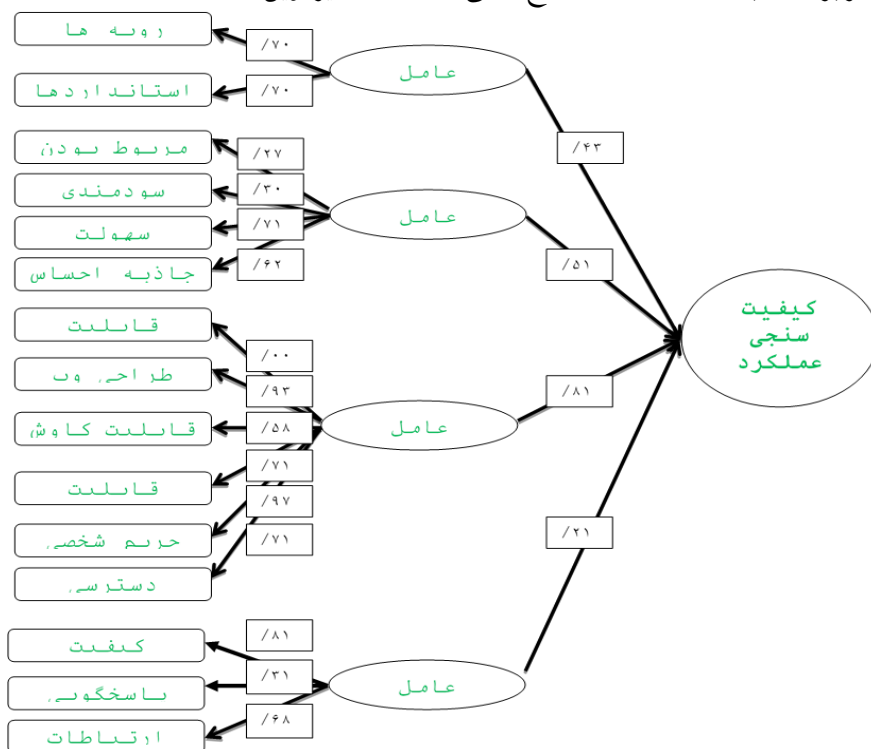 رویه ها
/۷۰
عامل
استانداردها
/۷۰
/۴۳
مربوط بودن
/۲۷
سودمندی
/۳۰
عامل
سهولت
/۷۱
جاذبه احساس
/۶۲
/۵۱
کیفیت
سنجی
عملکرد
قابلیت
/۰۰
طراحی وب
/۹۳
/۸۱
قابلیت کاوش
/۵۸
عامل
قابلیت
/۷۱
حریم شخصی
/۹۷
دسترسی
/۷۱
/۲۱
کیفیت
/۸۱
پاسخگویی
/۳۱
عامل
ارتباطات
/۶۸